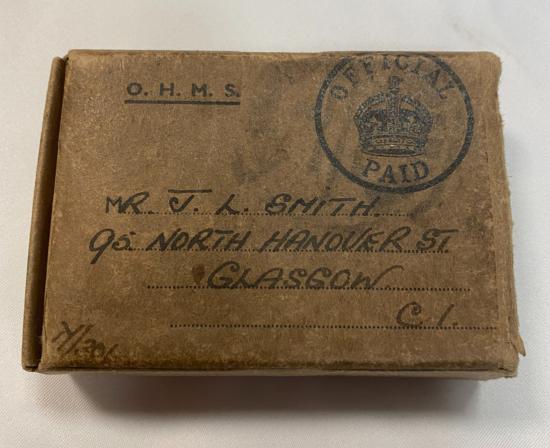 O. H. M. S.
OFFICIAL
PAID
MR. J. L. SMITH.
95 NORTH HANOVER ST
GLASGOW
C.1.